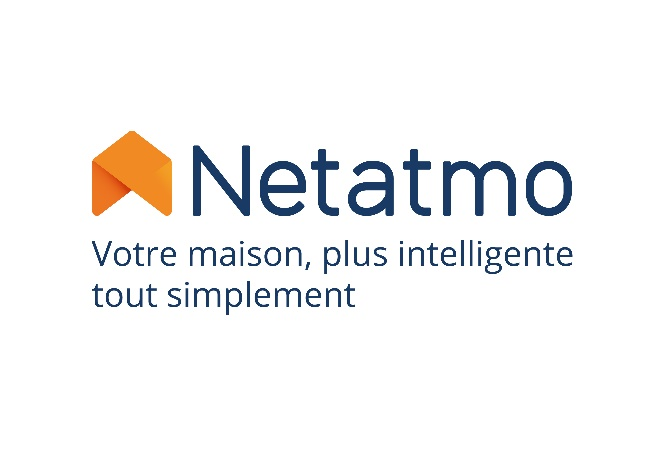 Netatmo
Votre maison, plus intelligente
tout simplement